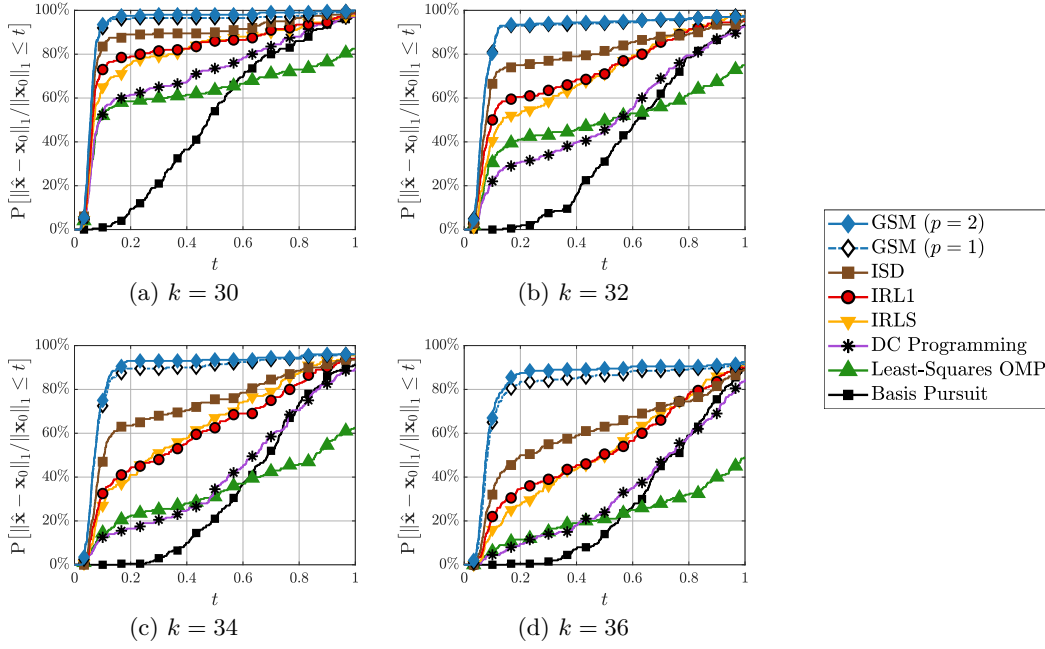 100%
80%
60%
40%
20%
0%
P [‖x̂ − x₀‖₁/‖x₀‖₁ ≤ t]
0 0.2 0.4 0.6 0.8 1
t
(a) k = 30
100%
80%
60%
40%
20%
0%
P [‖x̂ − x₀‖₁/‖x₀‖₁ ≤ t]
0 0.2 0.4 0.6 0.8 1
t
(b) k = 32
GSM (p = 2)
GSM (p = 1)
ISD
IRL1
IRLS
DC Programming
Least-Squares OMP
Basis Pursuit
100%
80%
60%
40%
20%
0%
P [‖x̂ − x₀‖₁/‖x₀‖₁ ≤ t]
0 0.2 0.4 0.6 0.8 1
t
(c) k = 34
100%
80%
60%
40%
20%
0%
P [‖x̂ − x₀‖₁/‖x₀‖₁ ≤ t]
0 0.2 0.4 0.6 0.8 1
t
(d) k = 36